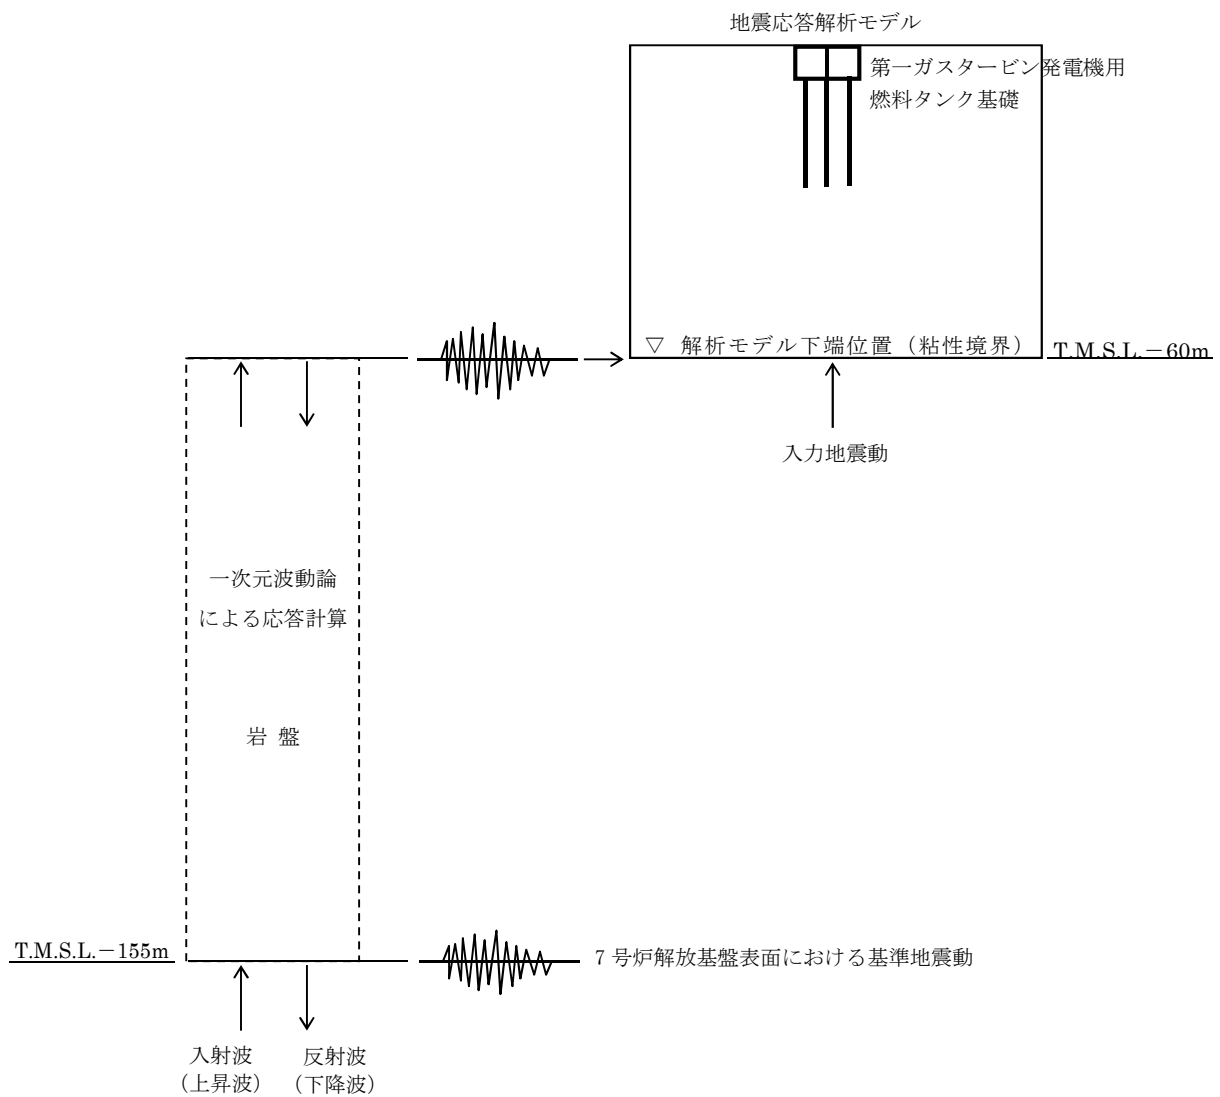 地震応答解析モデル
第一ガスタービン発電機用
燃料タンク基礎
▽ 解析モデル下端位置（粘性境界）
T.M.S.L.－60m
入力地震動
一次元波動論
による応答計算
岩 盤
T.M.S.L.－155m
7 号炉解放基盤表面における基準地震動
入射波
（上昇波）
反射波
（下降波）